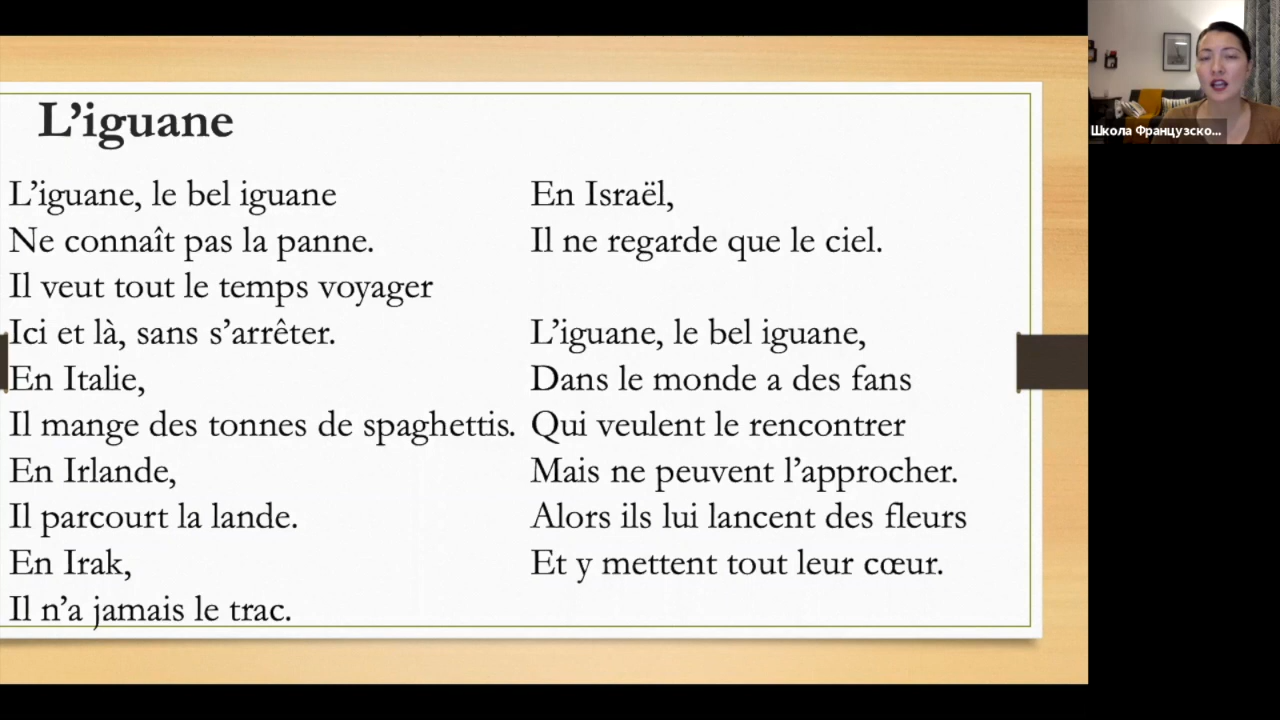 L’iguane
L’iguane, le bel iguane
Ne connaît pas la panne.
Il veut tout le temps voyager
Ici et là, sans s’arrêter.
En Italie,
Il mange des tonnes de spaghettis.
En Irlande,
Il parcourt la lande.
En Irak,
Il n’a jamais le trac.
En Israël,
Il ne regarde que le ciel.
L’iguane, le bel iguane,
Dans le monde a des fans
Qui veulent le rencontrer
Mais ne peuvent l’approcher.
Alors ils lui lancent des fleurs
Et y mettent tout leur cœur.
Школа Французско...